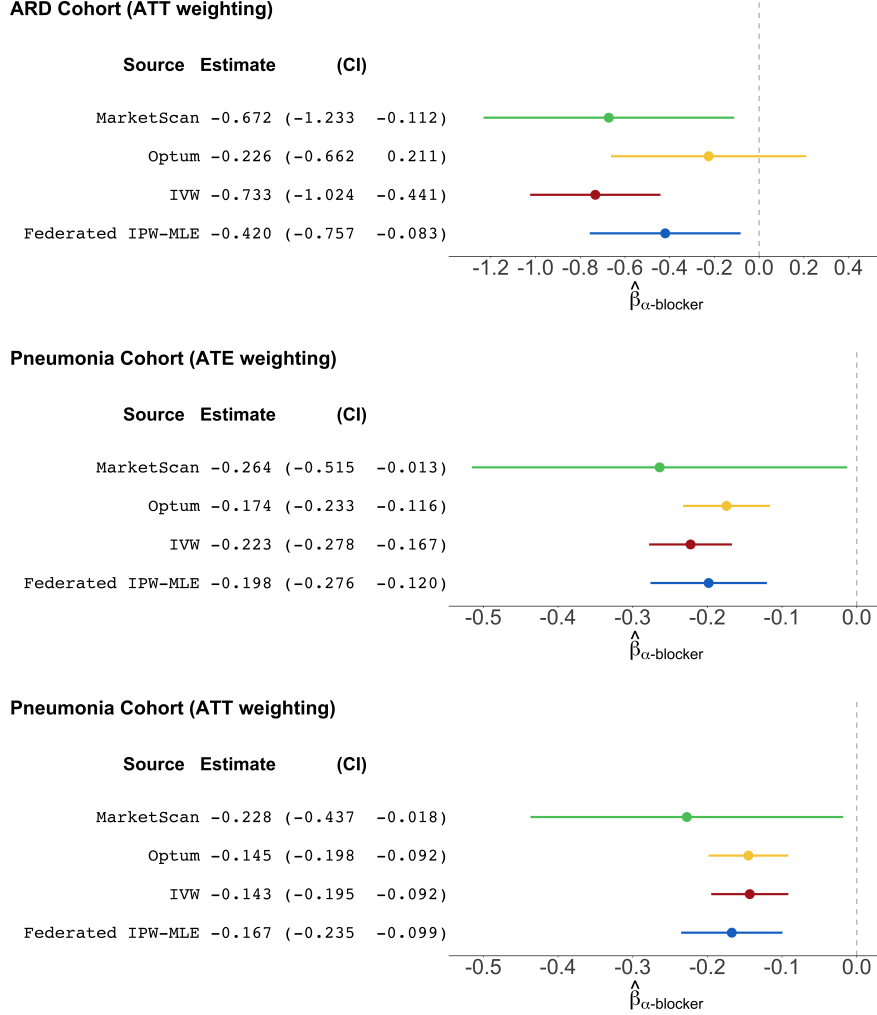 ARD Cohort (ATT weighting)
Source Estimate (CI)
MarketScan -0.672 (-1.233 -0.112)
Optum -0.226 (-0.662 0.211)
IVW -0.733 (-1.024 -0.441)
Federated IPW-MLE -0.420 (-0.757 -0.083)
-1.2 -1.0 -0.8 -0.6 -0.4 -0.2 0.0 0.2 0.4
β̂α-blocker
Pneumonia Cohort (ATE weighting)
Source Estimate (CI)
MarketScan -0.264 (-0.515 -0.013)
Optum -0.174 (-0.233 -0.116)
IVW -0.223 (-0.278 -0.167)
Federated IPW-MLE -0.198 (-0.276 -0.120)
-0.5 -0.4 -0.3 -0.2 -0.1 0.0
β̂α-blocker
Pneumonia Cohort (ATT weighting)
Source Estimate (CI)
MarketScan -0.228 (-0.437 -0.018)
Optum -0.145 (-0.198 -0.092)
IVW -0.143 (-0.195 -0.092)
Federated IPW-MLE -0.167 (-0.235 -0.099)
-0.5 -0.4 -0.3 -0.2 -0.1 0.0
β̂α-blocker